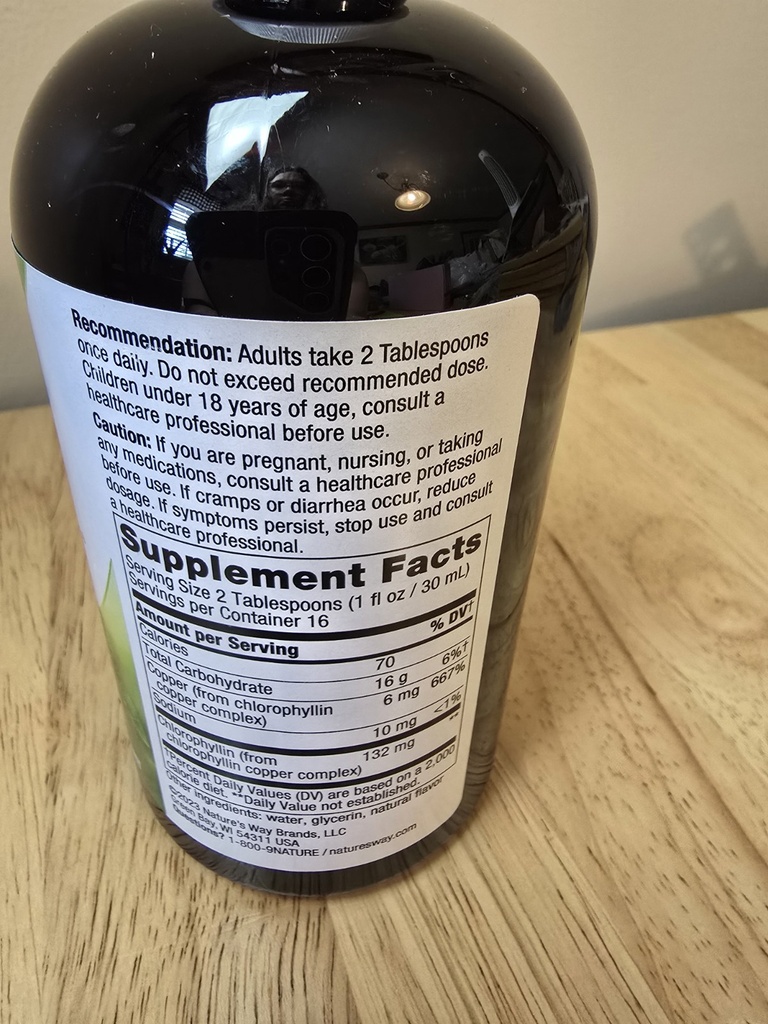 Recommendation: Adults take 2 Tablespoons
once daily. Do not exceed recommended dose.
Children under 18 years of age, consult a
healthcare professional before use.
Caution: If you are pregnant, nursing, or taking
any medications, consult a healthcare professional
before use. If cramps or diarrhea occur, reduce
dosage. If symptoms persist, stop use and consult
a healthcare professional.
Supplement Facts
Serving Size 2 Tablespoons (1 fl oz / 30 mL)
Servings per Container 16
Amount per Serving % DV†
Calories 70
Total Carbohydrate 16 g 6%†
Copper (from chlorophyllin 6 mg 667%
copper complex)
Sodium 10 mg <1%
Chlorophyllin (from 132 mg **
chlorophyllin copper complex)
†Percent Daily Values (DV) are based on a 2,000
calorie diet. **Daily Value not established.
Other ingredients: water, glycerin, natural flavor
©2023 Nature's Way Brands, LLC
Green Bay, WI 54311 USA
Questions? 1-800-9NATURE / naturesway.com